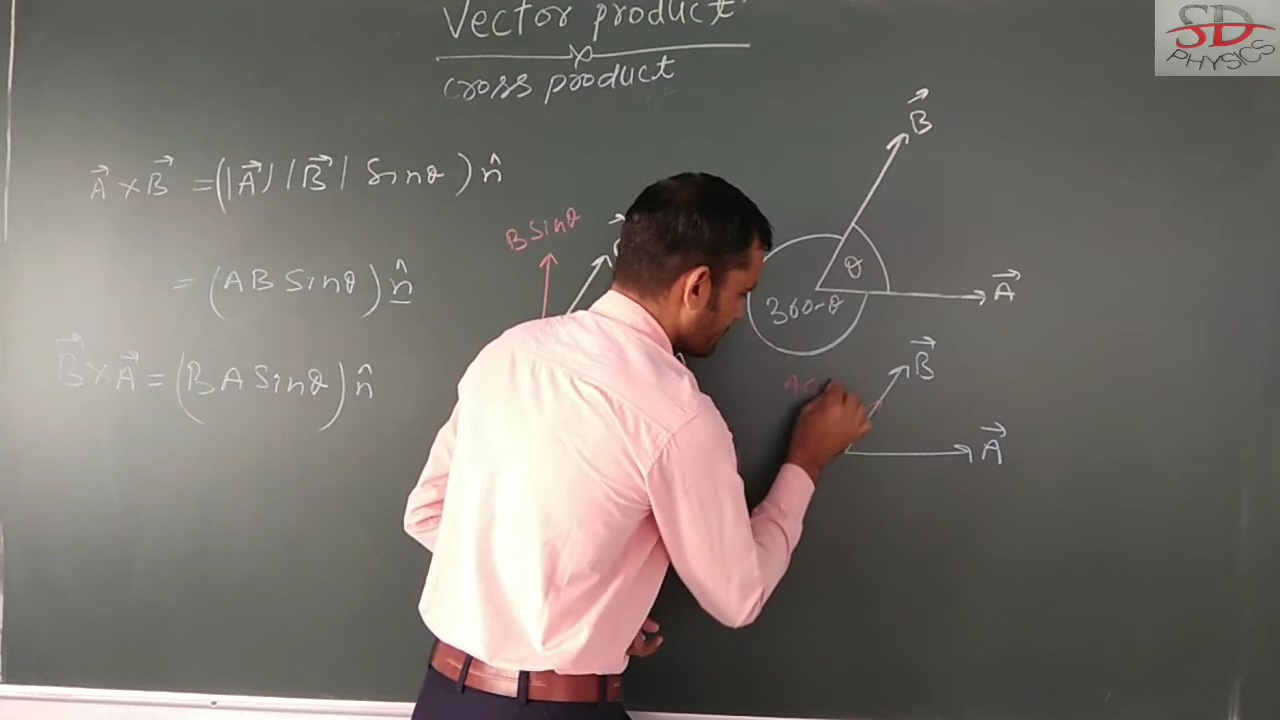 Vector product
cross product
A⃗ × B⃗ = (|A⃗| |B⃗| Sinθ) n̂
= (AB Sinθ) n̂
B⃗ × A⃗ = (BA Sinθ) n̂
B Sinθ
B⃗
θ
360-θ
A⃗
B⃗
A⃗
SD
PHYSICS